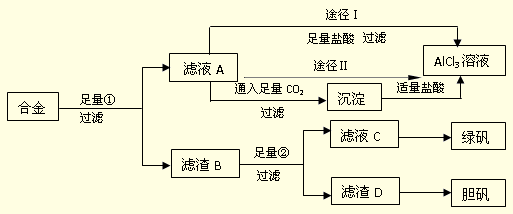 途径Ⅰ
足量盐酸 过滤
滤液 A
途径Ⅱ
AlCl₃溶液
通入足量 CO₂
过滤
沉淀
适量盐酸
合金
足量①
过滤
滤渣 B
足量②
过滤
滤液 C
绿矾
滤渣 D
胆矾